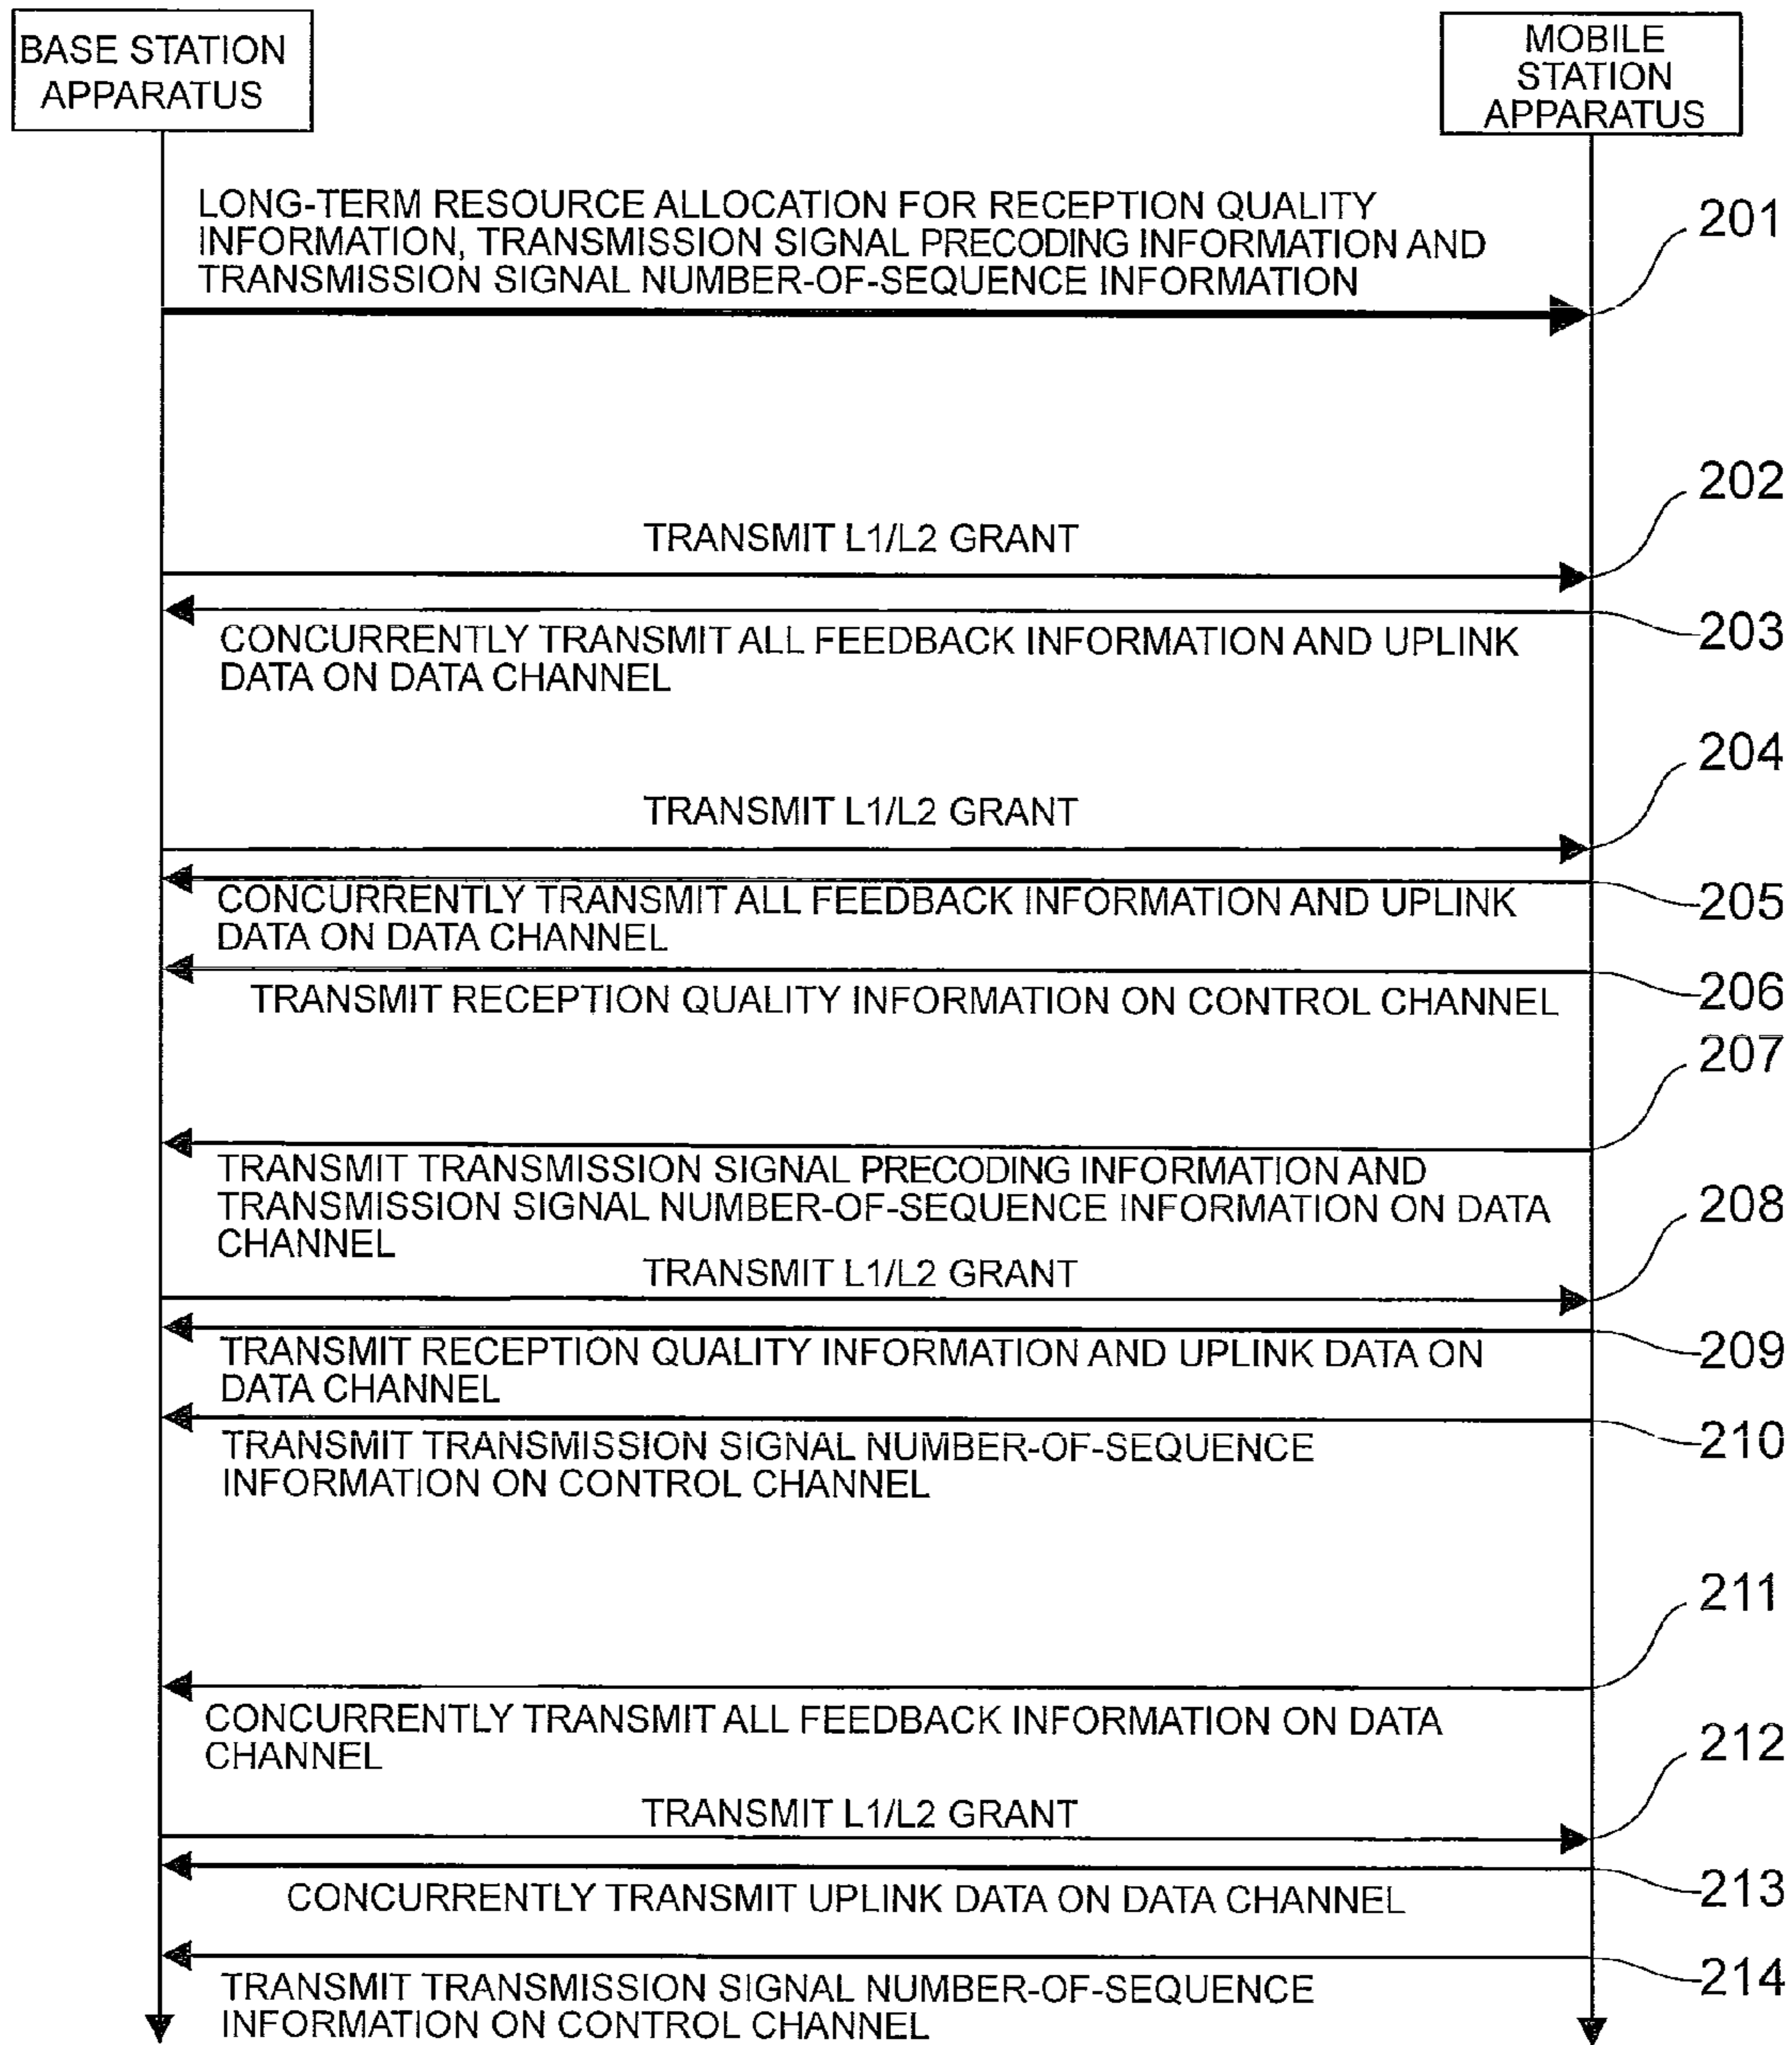 BASE STATION
APPARATUS
MOBILE
STATION
APPARATUS
LONG-TERM RESOURCE ALLOCATION FOR RECEPTION QUALITY
INFORMATION, TRANSMISSION SIGNAL PRECODING INFORMATION AND
TRANSMISSION SIGNAL NUMBER-OF-SEQUENCE INFORMATION
201
202
TRANSMIT L1/L2 GRANT
203
CONCURRENTLY TRANSMIT ALL FEEDBACK INFORMATION AND UPLINK
DATA ON DATA CHANNEL
204
TRANSMIT L1/L2 GRANT
205
CONCURRENTLY TRANSMIT ALL FEEDBACK INFORMATION AND UPLINK
DATA ON DATA CHANNEL
206
TRANSMIT RECEPTION QUALITY INFORMATION ON CONTROL CHANNEL
207
TRANSMIT TRANSMISSION SIGNAL PRECODING INFORMATION AND
TRANSMISSION SIGNAL NUMBER-OF-SEQUENCE INFORMATION ON DATA
CHANNEL
208
TRANSMIT L1/L2 GRANT
209
TRANSMIT RECEPTION QUALITY INFORMATION AND UPLINK DATA ON
DATA CHANNEL
210
TRANSMIT TRANSMISSION SIGNAL NUMBER-OF-SEQUENCE
INFORMATION ON CONTROL CHANNEL
211
CONCURRENTLY TRANSMIT ALL FEEDBACK INFORMATION ON DATA
CHANNEL
212
TRANSMIT L1/L2 GRANT
213
CONCURRENTLY TRANSMIT UPLINK DATA ON DATA CHANNEL
214
TRANSMIT TRANSMISSION SIGNAL NUMBER-OF-SEQUENCE
INFORMATION ON CONTROL CHANNEL